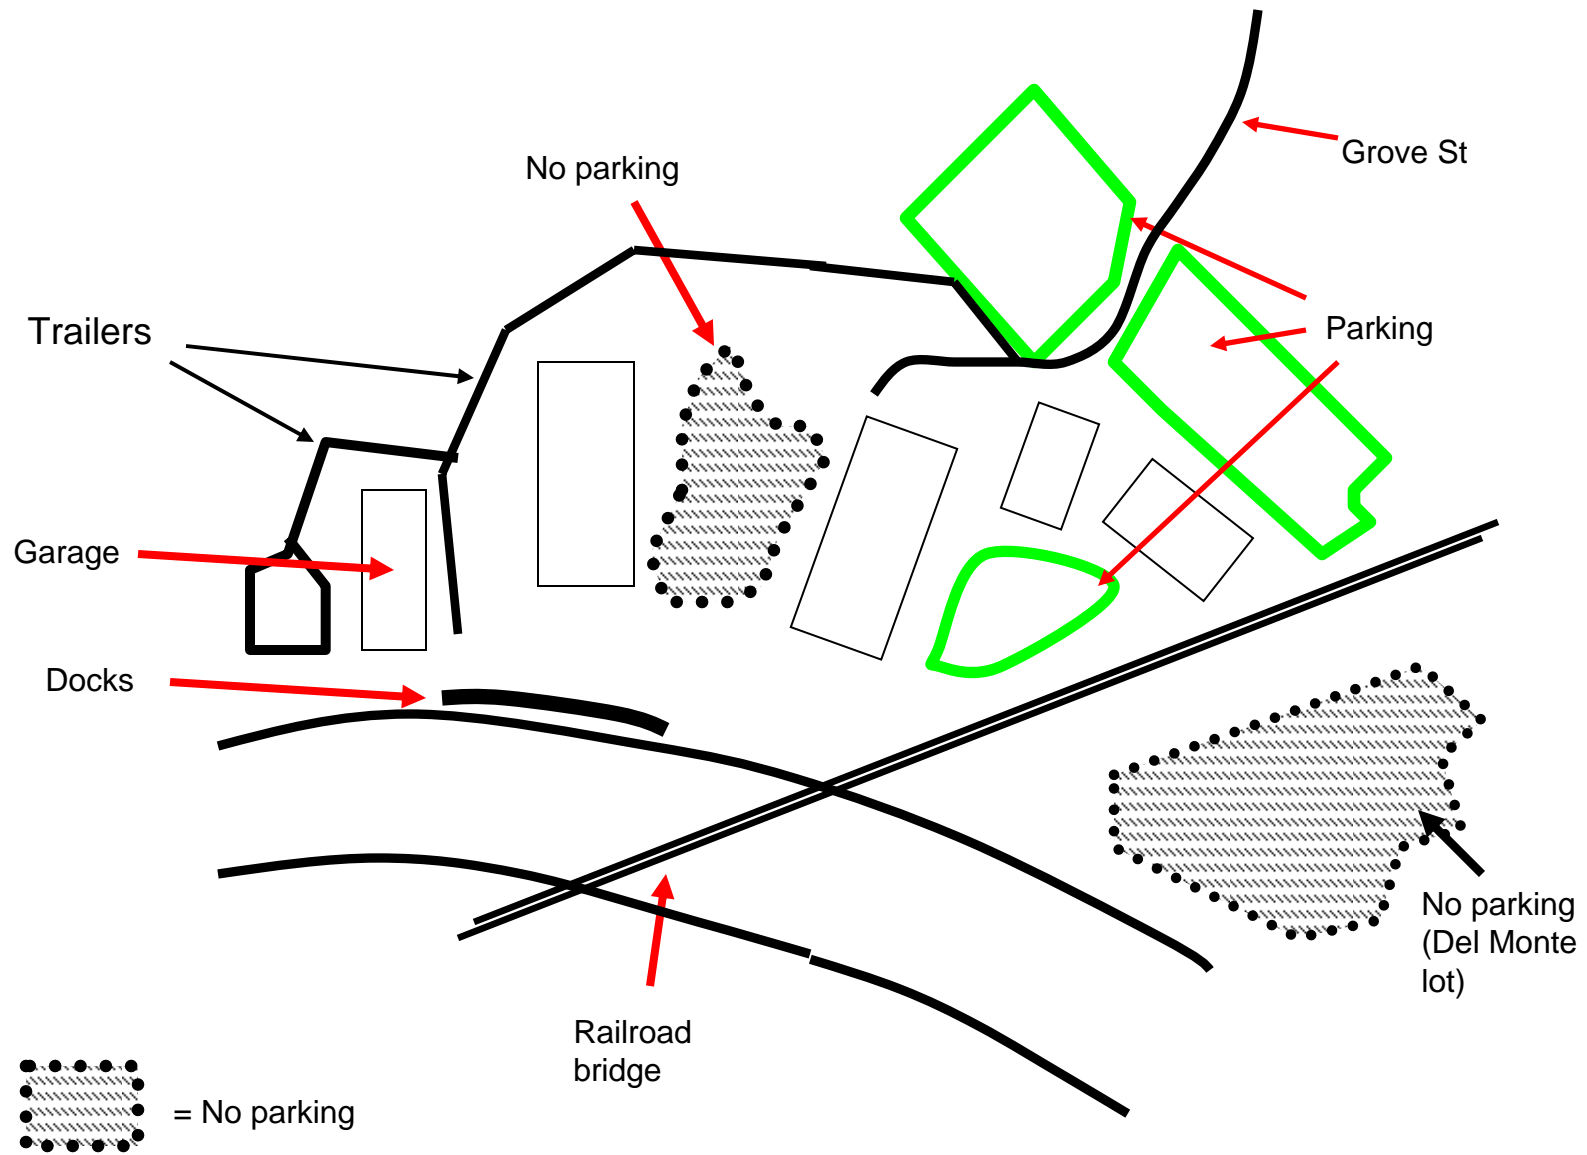 No parking
Grove St
Trailers
Parking
Garage
Docks
No parking
(Del Monte
lot)
Railroad
bridge
= No parking